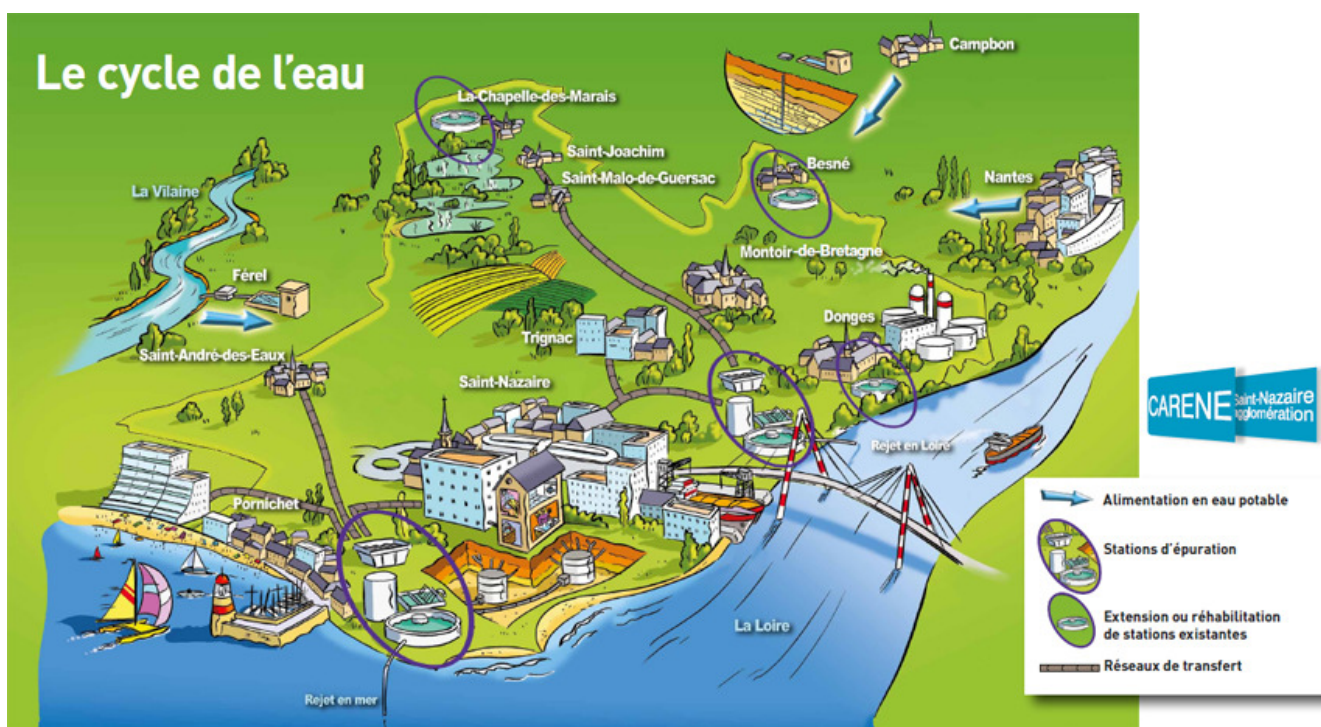 Le cycle de l'eau
Campbon
La-Chapelle-des-Marais
Saint-Joachim
Besné
Saint-Malo-de-Guersac
Nantes
La Vilaine
Montoir-de-Bretagne
Férel
Donges
Trignac
Saint-André-des-Eaux
Saint-Nazaire
CARENE
Saint-Nazaire
agglomération
Rejet en Loire
Pornichet
La Loire
Rejet en mer
Alimentation en eau potable
Stations d'épuration
Extension ou réhabilitation
de stations existantes
Réseaux de transfert